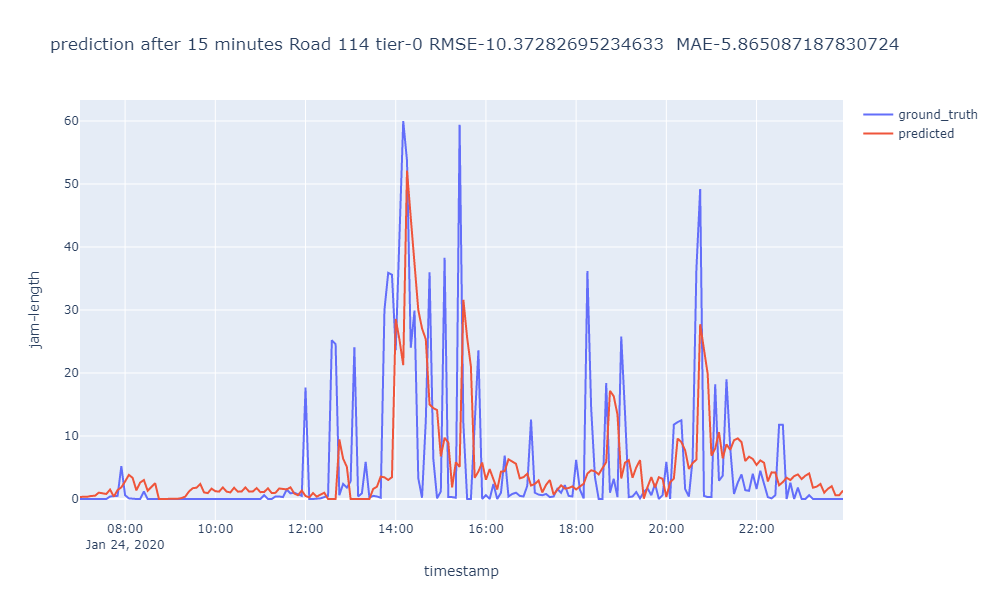 prediction after 15 minutes Road 114 tier-0 RMSE-10.37282695234633  MAE-5.865087187830724
ground_truth
predicted
60
50
40
30
20
10
0
jam-length
08:00 10:00 12:00 14:00 16:00 18:00 20:00 22:00
Jan 24, 2020
timestamp